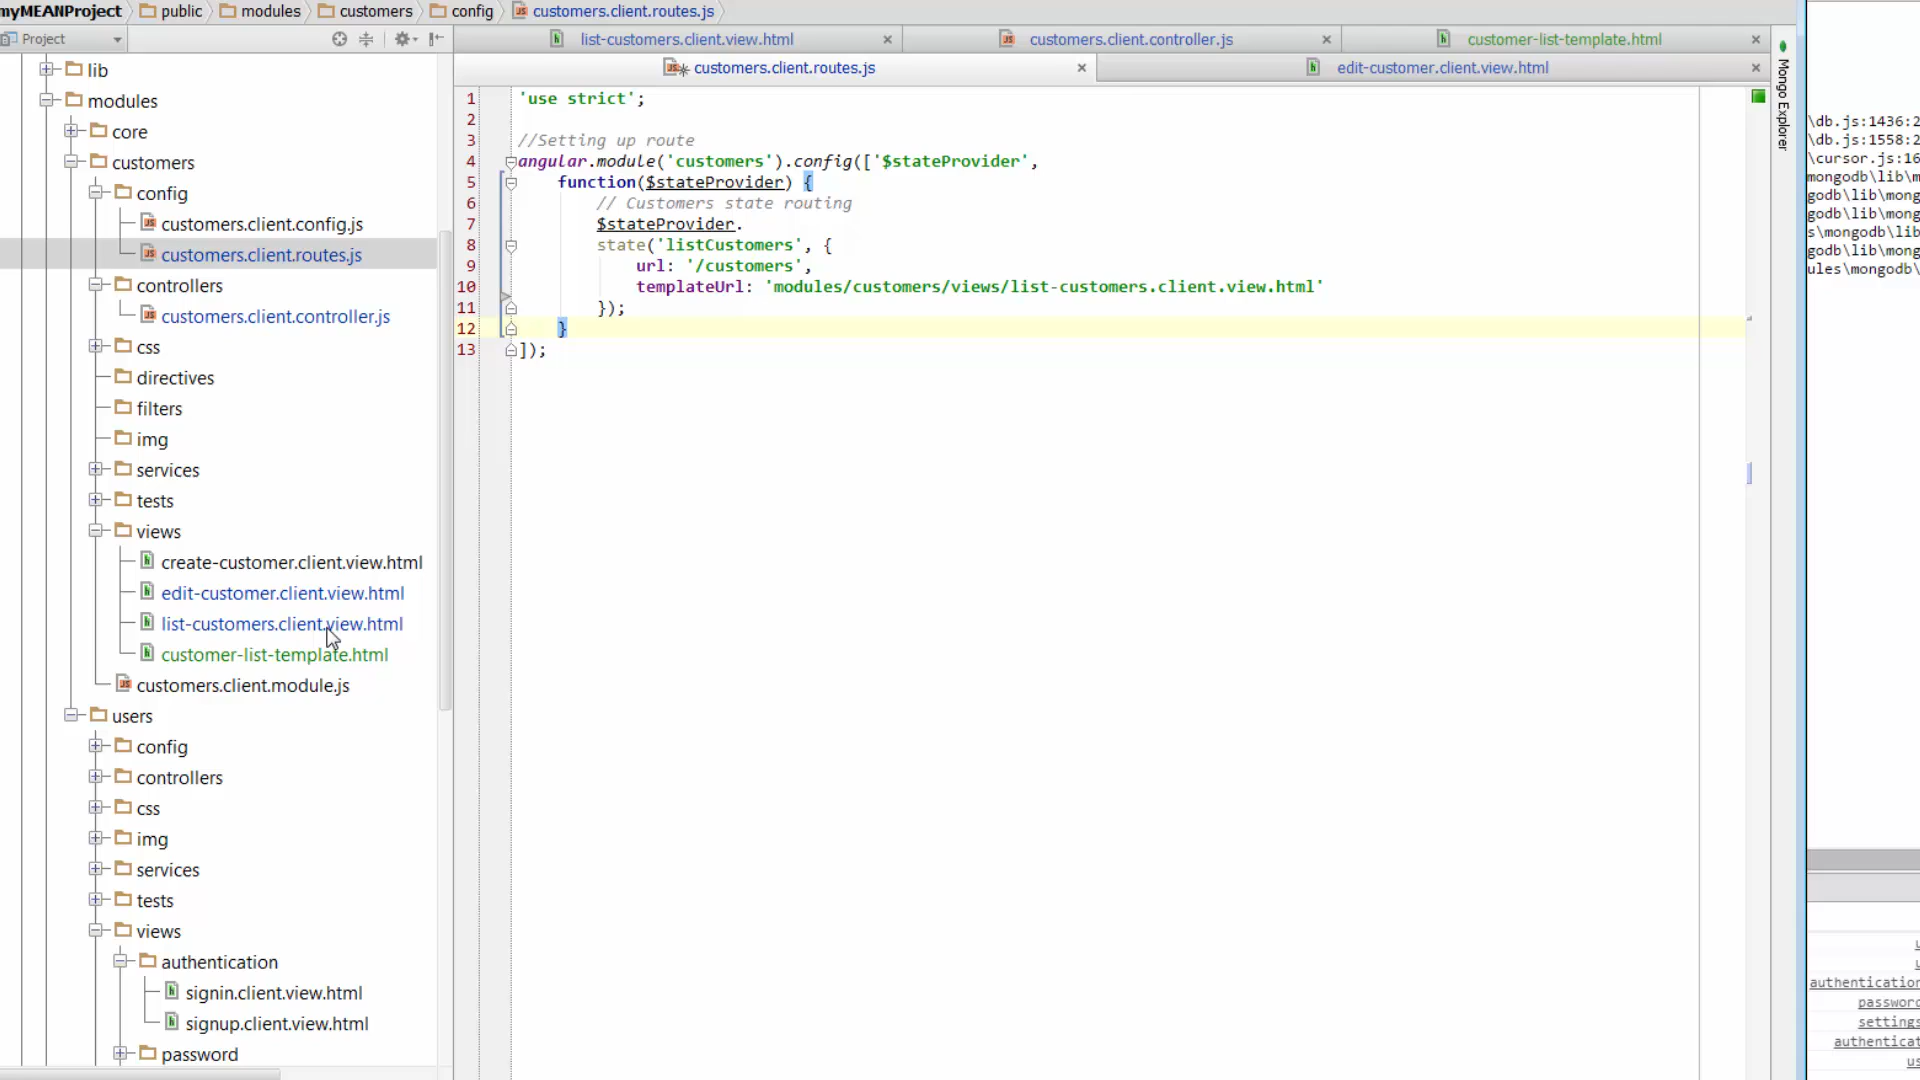 myMEANProject public modules customers config customers.client.routes.js
Project
list-customers.client.view.html
customers.client.controller.js
customer-list-template.html
customers.client.routes.js
edit-customer.client.view.html
lib
modules
core
customers
config
customers.client.config.js
customers.client.routes.js
controllers
customers.client.controller.js
css
directives
filters
img
services
tests
views
create-customer.client.view.html
edit-customer.client.view.html
list-customers.client.view.html
customer-list-template.html
customers.client.module.js
users
config
controllers
css
img
services
tests
views
authentication
signin.client.view.html
signup.client.view.html
password
1 'use strict';
2
3 //Setting up route
4 angular.module('customers').config(['$stateProvider',
5 function($stateProvider) {
6 // Customers state routing
7 $stateProvider.
8 state('listCustomers', {
9 url: '/customers',
10 templateUrl: 'modules/customers/views/list-customers.client.view.html'
11 });
12 }
13 ]);
Mongo Explorer
\db.js:1436:2
\db.js:1558:2
\cursor.js:16
mongodb\lib\m
godb\lib\mong
godb\lib\mong
s\mongodb\lib
godb\lib\mong
ules\mongodb\
authentication
password
settings
authenticat
us